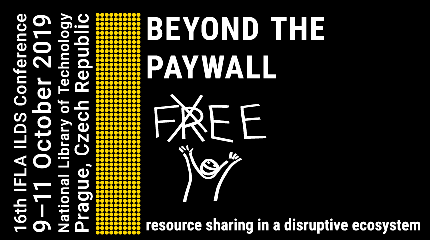 16th IFLA ILDS Conference
9–11 October 2019
National Library of Technology
Prague, Czech Republic
BEYOND THE
PAYWALL
FREE
resource sharing in a disruptive ecosystem